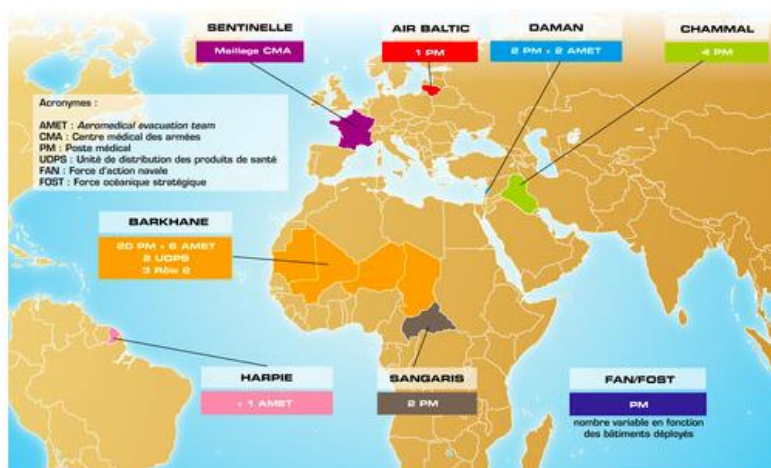 SENTINELLE
Maillage CMA
AIR BALTIC
1 PM
DAMAN
2 PM + 2 AMET
CHAMMAL
4 PM
Acronymes :
AMET : Aeromedical evacuation team
CMA : Centre médical des armées
PM : Poste médical
UDPS : Unité de distribution des produits de santé
FAN : Force d'action navale
FOST : Force océanique stratégique
BARKHANE
20 PM + 6 AMET
2 UDPS
3 Rôle 2
HARPIE
+ 1 AMET
SANGARIS
2 PM
FAN/FOST
PM
nombre variable en fonction
des bâtiments déployés